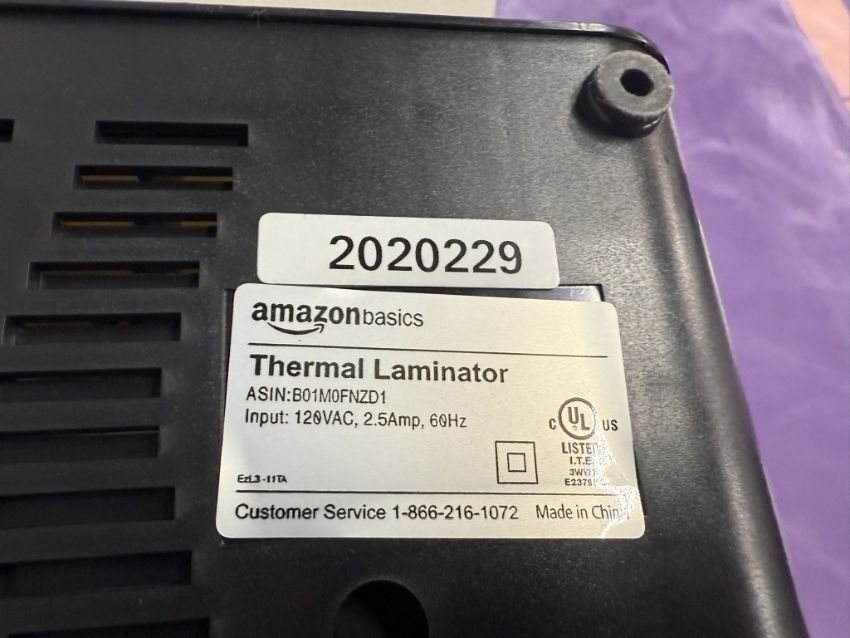 2020229
amazonbasics
Thermal Laminator
ASIN:B01M0FNZD1
Input: 120VAC, 2.5Amp, 60Hz
C UL US
LISTED
I.T.E.
EzL3-11TA
Customer Service 1-866-216-1072 Made in China